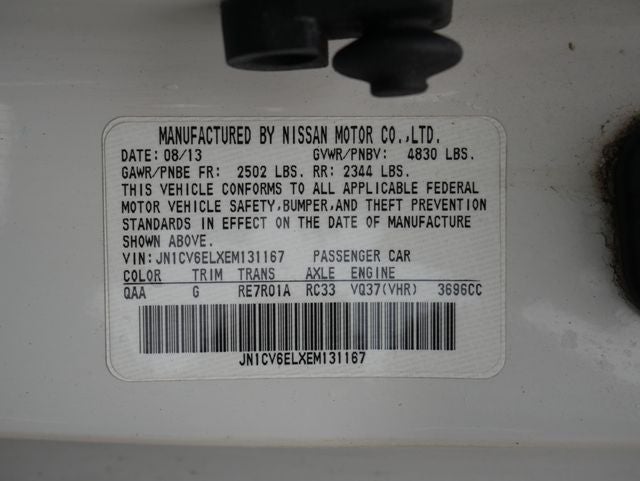 MANUFACTURED BY NISSAN MOTOR CO.,LTD.
DATE: 08/13 GVWR/PNBV: 4830 LBS.
GAWR/PNBE FR: 2502 LBS. RR: 2344 LBS.
THIS VEHICLE CONFORMS TO ALL APPLICABLE FEDERAL
MOTOR VEHICLE SAFETY,BUMPER,AND THEFT PREVENTION
STANDARDS IN EFFECT ON THE DATE OF MANUFACTURE
SHOWN ABOVE.
VIN:JN1CV6ELXEM131167 PASSENGER CAR
COLOR TRIM TRANS AXLE ENGINE
QAA G RE7R01A RC33 VQ37(VHR) 3696CC
JN1CV6ELXEM131167